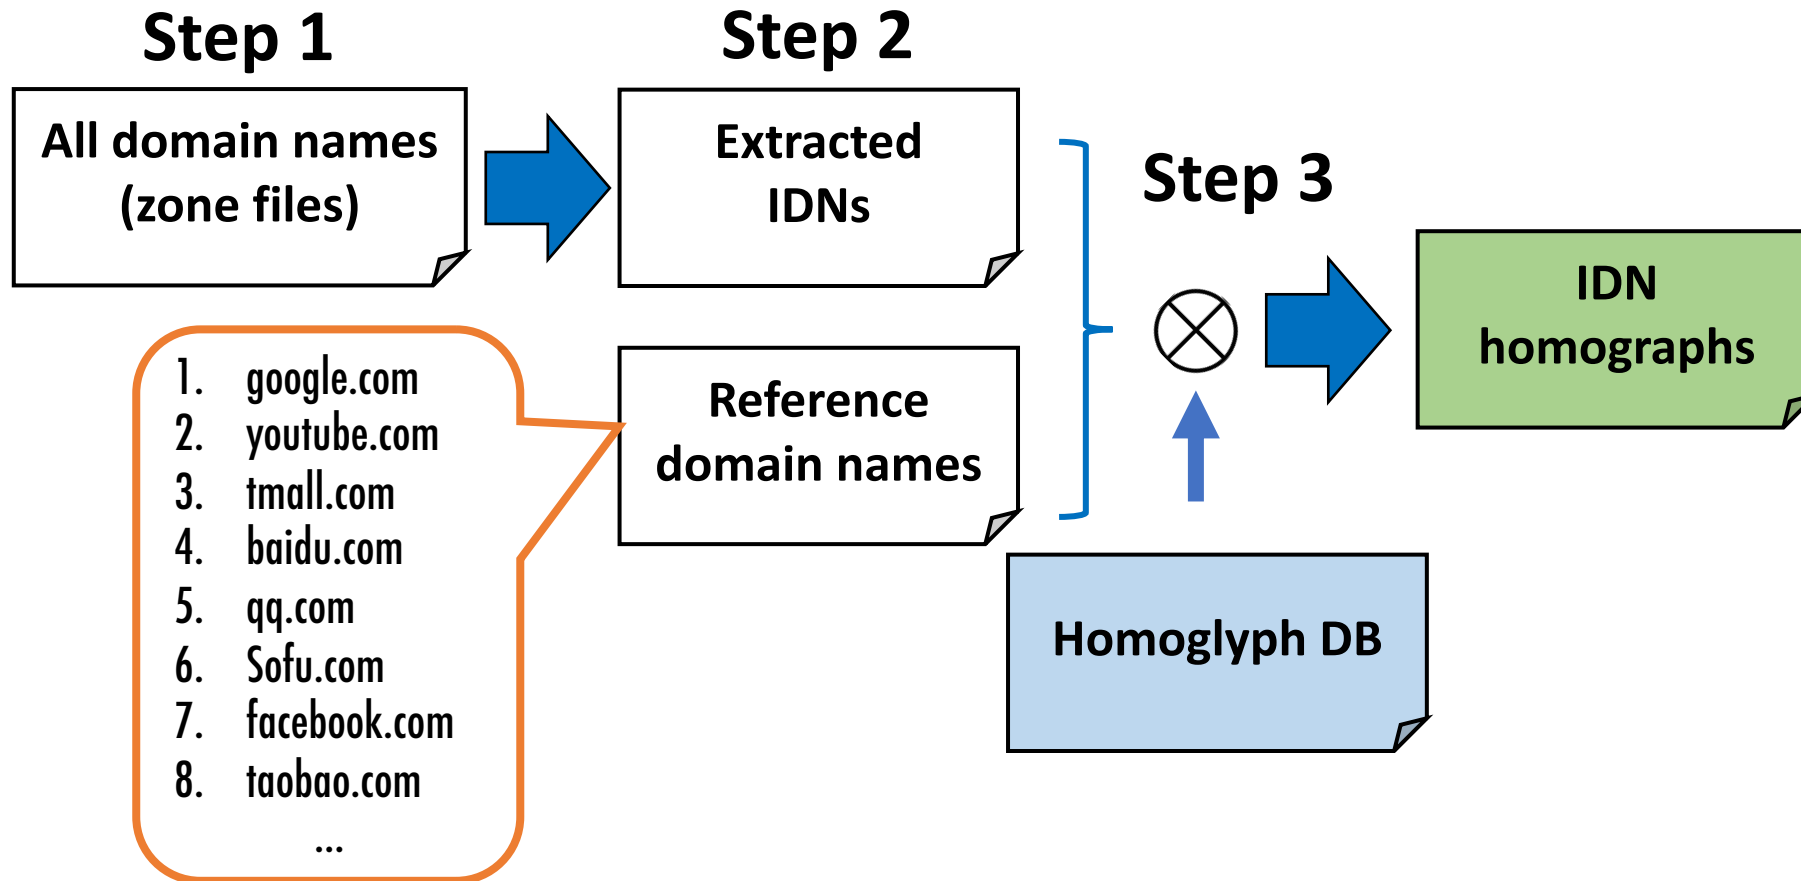 Step 1
All domain names
(zone files)
Step 2
Extracted
IDNs
Step 3
IDN
homographs
1. google.com
2. youtube.com
3. tmall.com
4. baidu.com
5. qq.com
6. Sofu.com
7. facebook.com
8. taobao.com
...
Reference
domain names
Homoglyph DB